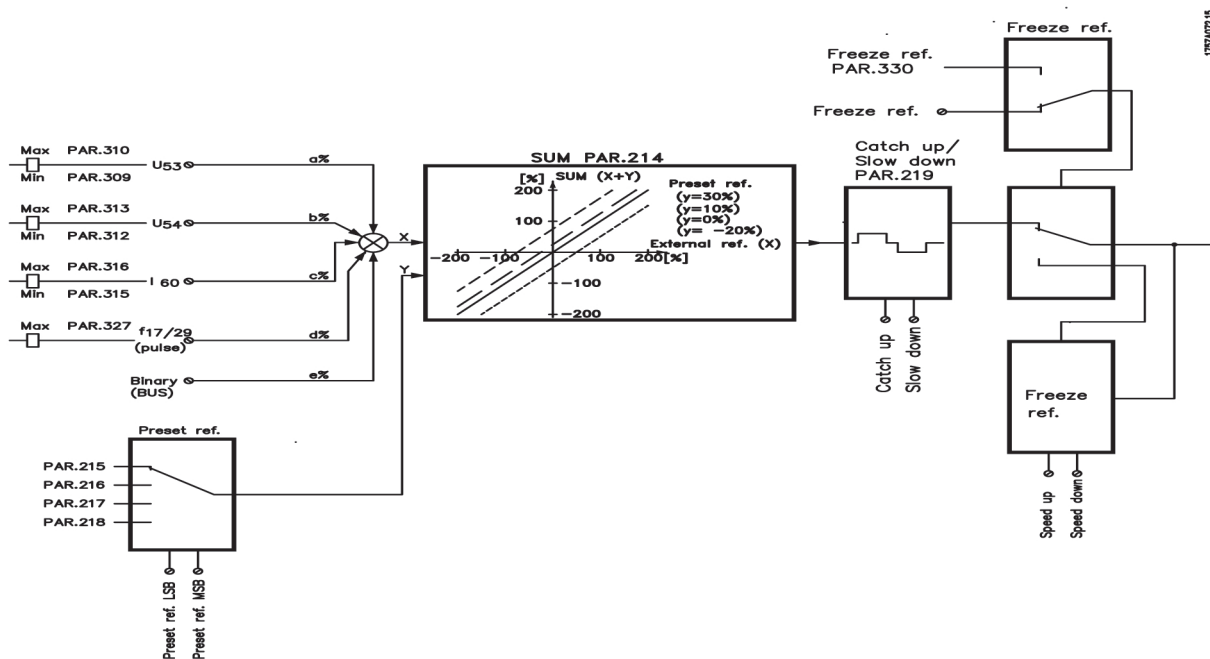 175ZA072.15
Freeze ref.
Freeze ref.
PAR.330
Freeze ref.
Max PAR.310
U53
Min PAR.309
a%
Max PAR.313
U54
Min PAR.312
b%
Max PAR.316
I 60
Min PAR.315
c%
Max PAR.327
f17/29
(pulse)
d%
Binary
(BUS)
e%
X
Y
SUM PAR.214
[%] SUM (X+Y)
200
100
-200 -100 100 200[%]
-100
-200
Preset ref.
(y=30%)
(y=10%)
(y=0%)
(y= -20%)
External ref. (X)
Catch up/
Slow down
PAR.219
Catch up
Slow down
Freeze
ref.
Speed up
Speed down
Preset ref.
PAR.215
PAR.216
PAR.217
PAR.218
Preset ref. LSB
Preset ref. MSB